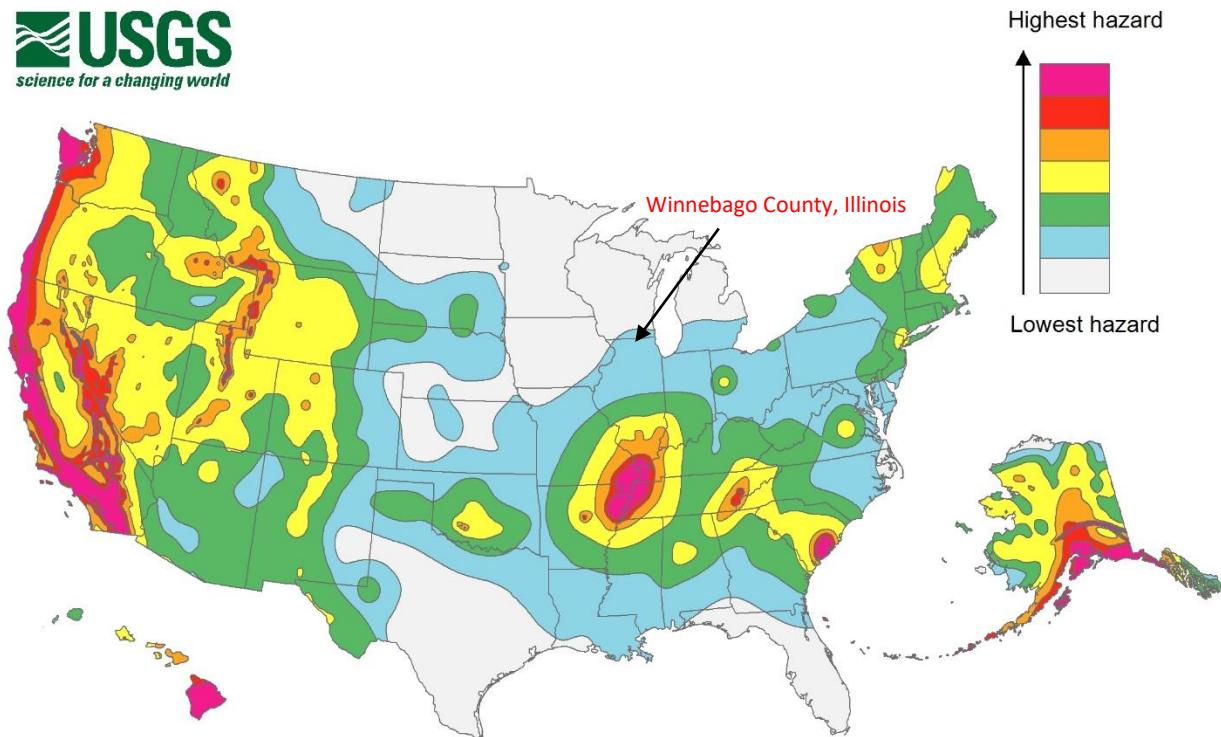 USGS
science for a changing world
Highest hazard
Winnebago County, Illinois
Lowest hazard